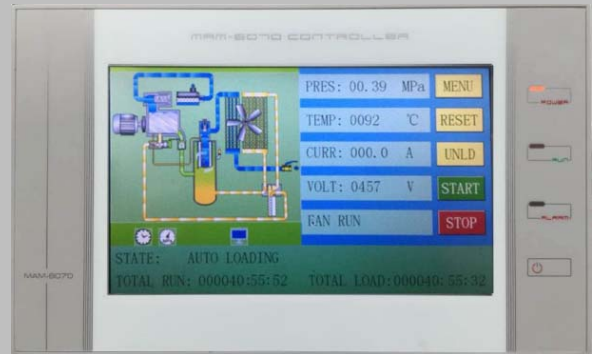 MAM-6070 CONTROLLER
PRES: 00.39 MPa MENU
TEMP: 0092 ℃ RESET
CURR: 000.0 A UNLD
VOLT: 0457 V START
FAN RUN STOP
STATE: AUTO LOADING
TOTAL RUN: 000040:55:52 TOTAL LOAD:000040:55:32
POWER
RUN
ALARM
MAM-6070